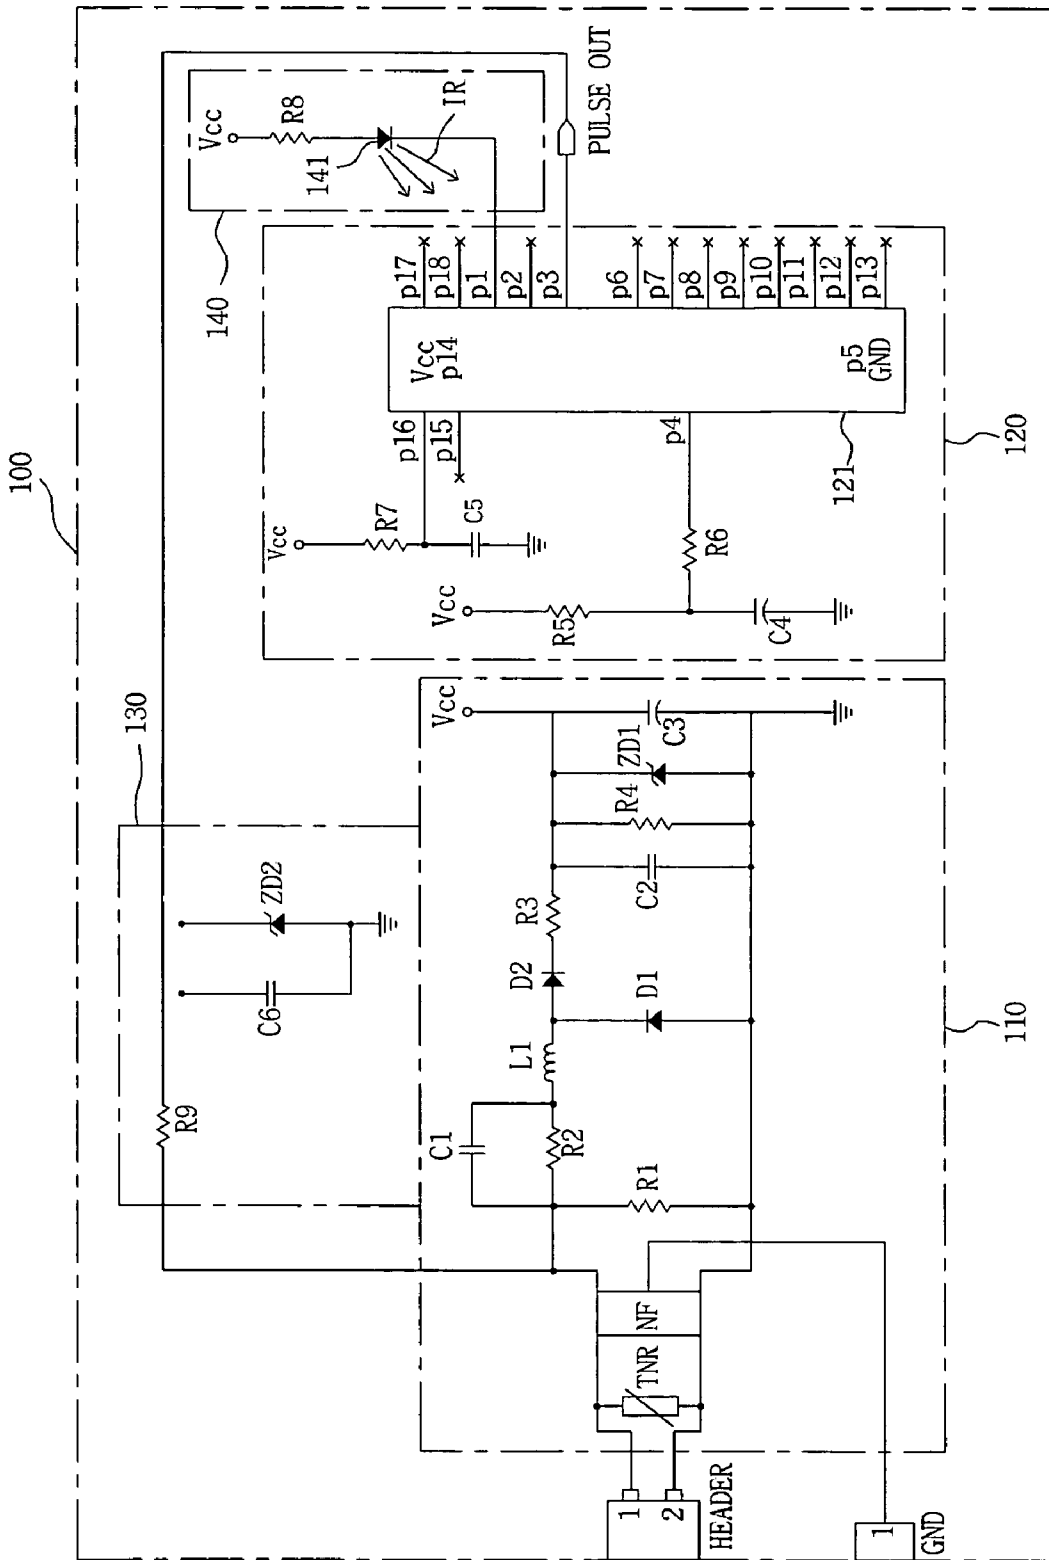 100
130
140
Vcc
R8
141
IR
PULSE OUT
R9
C6
ZD2
Vcc
R7
C5
Vcc
R5
C4
R6
p16
p15
p4
Vcc
p14
p5
GND
p17
p18
p1
p2
p3
p6
p7
p8
p9
p10
p11
p12
p13
121
120
HEADER
1
2
1
GND
TNR
NF
R1
C1
R2
L1
D2
D1
R3
C2
R4
ZD1
C3
Vcc
110